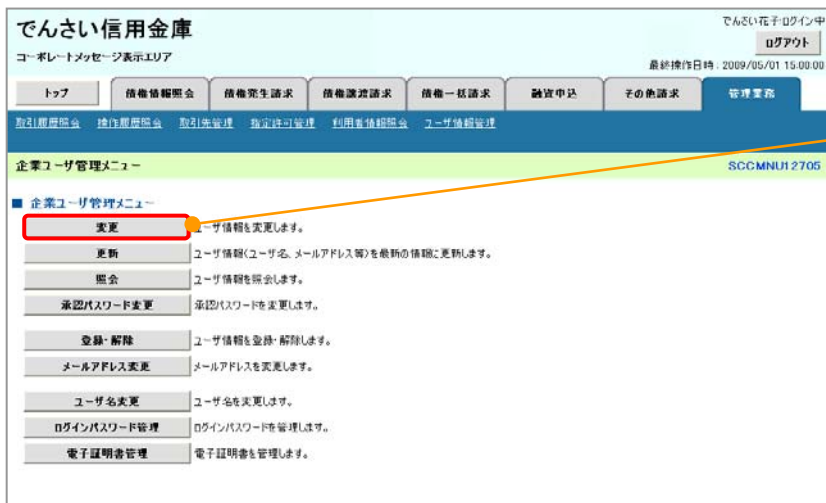 でんさい信用金庫
でんさい花子ログイン中
ログアウト
コーポレートメッセージ表示エリア
最終操作日時：2009/05/01 15:00:00
トップ 債権情報照会 債権発生請求 債権譲渡請求 債権一括請求 融資申込 その他請求 管理業務
取引履歴照会 操作履歴照会 取引先管理 指定許可管理 利用者情報照会 ユーザ情報管理
企業ユーザ管理メニュー SCCMNU12705
■ 企業ユーザ管理メニュー
変更 ユーザ情報を変更します。
更新 ユーザ情報(ユーザ名、メールアドレス等)を最新の情報に更新します。
照会 ユーザ情報を照会します。
承認パスワード変更 承認パスワードを変更します。
登録・解除 ユーザ情報を登録・解除します。
メールアドレス変更 メールアドレスを変更します。
ユーザ名変更 ユーザ名を変更します。
ログインパスワード管理 ログインパスワードを管理します。
電子証明書管理 電子証明書を管理します。